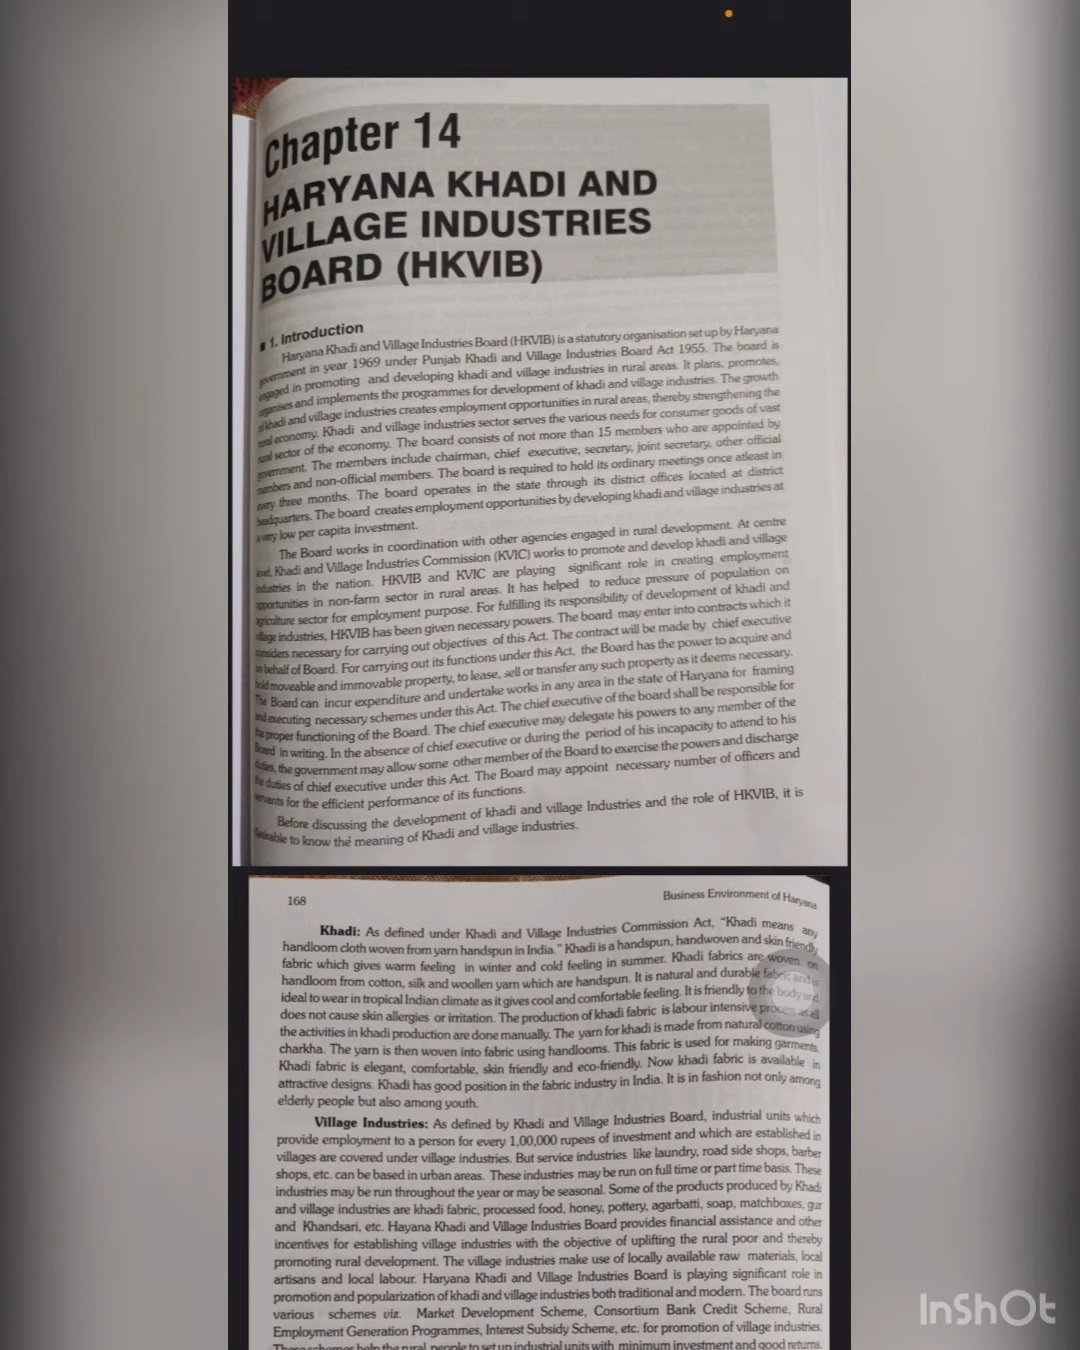 Chapter 14
HARYANA KHADI AND
VILLAGE INDUSTRIES
BOARD (HKVIB)
1. Introduction
Haryana Khadi and Village Industries Board (HKVIB) is a statutory organisation set up by Haryana
government in year 1969 under Punjab Khadi and Village Industries Board Act 1955. The board is
engaged in promoting and developing khadi and village industries in rural areas. It plans, promotes,
organises and implements the programmes for development of khadi and village industries. The growth
of khadi and village industries creates employment opportunities in rural areas, thereby strengthening the
rural economy. Khadi and village industries sector serves the various needs for consumer goods of vast
rural sector of the economy. The board consists of not more than 15 members who are appointed by
government. The members include chairman, chief executive, secretary, joint secretary, other official
members and non-official members. The board is required to hold its ordinary meetings once atleast in
every three months. The board operates in the state through its district offices located at district
headquarters. The board creates employment opportunities by developing khadi and village industries at
a very low per capita investment.
The Board works in coordination with other agencies engaged in rural development. At centre
level, Khadi and Village Industries Commission (KVIC) works to promote and develop khadi and village
industries in the nation. HKVIB and KVIC are playing significant role in creating employment
opportunities in non-farm sector in rural areas. It has helped to reduce pressure of population on
agriculture sector for employment purpose. For fulfilling its responsibility of development of khadi and
village industries, HKVIB has been given necessary powers. The board may enter into contracts which it
considers necessary for carrying out objectives of this Act. The contract will be made by chief executive
on behalf of Board. For carrying out its functions under this Act, the Board has the power to acquire and
hold moveable and immovable property, to lease, sell or transfer any such property as it deems necessary.
The Board can incur expenditure and undertake works in any area in the state of Haryana for framing
and executing necessary schemes under this Act. The chief executive of the board shall be responsible for
the proper functioning of the Board. The chief executive may delegate his powers to any member of the
Board in writing. In the absence of chief executive or during the period of his incapacity to attend to his
duties, the government may allow some other member of the Board to exercise the powers and discharge
the duties of chief executive under this Act. The Board may appoint necessary number of officers and
servants for the efficient performance of its functions.
Before discussing the development of khadi and village Industries and the role of HKVIB, it is
desirable to know the meaning of Khadi and village industries.
168
Business Environment of Haryana
Khadi: As defined under Khadi and Village Industries Commission Act, "Khadi means any
handloom cloth woven from yarn handspun in India." Khadi is a handspun, handwoven and skin friendly
fabric which gives warm feeling in winter and cold feeling in summer. Khadi fabrics are woven on
handloom from cotton, silk and woollen yarn which are handspun. It is natural and durable fabric and is
ideal to wear in tropical Indian climate as it gives cool and comfortable feeling. It is friendly to the body and
does not cause skin allergies or irritation. The production of khadi fabric is labour intensive process as all
the activities in khadi production are done manually. The yarn for khadi is made from natural cotton using
charkha. The yarn is then woven into fabric using handlooms. This fabric is used for making garments.
Khadi fabric is elegant, comfortable, skin friendly and eco-friendly. Now khadi fabric is available in
attractive designs. Khadi has good position in the fabric industry in India. It is in fashion not only among
elderly people but also among youth.
Village Industries: As defined by Khadi and Village Industries Board, industrial units which
provide employment to a person for every 1,00,000 rupees of investment and which are established in
villages are covered under village industries. But service industries like laundry, road side shops, barber
shops, etc. can be based in urban areas. These industries may be run on full time or part time basis. These
industries may be run throughout the year or may be seasonal. Some of the products produced by Khadi
and village industries are khadi fabric, processed food, honey, pottery, agarbatti, soap, matchboxes, gur
and Khandsari, etc. Hayana Khadi and Village Industries Board provides financial assistance and other
incentives for establishing village industries with the objective of uplifting the rural poor and thereby
promoting rural development. The village industries make use of locally available raw materials, local
artisans and local labour. Haryana Khadi and Village Industries Board is playing significant role in
promotion and popularization of khadi and village industries both traditional and modern. The board runs
various schemes viz. Market Development Scheme, Consortium Bank Credit Scheme, Rural
Employment Generation Programmes, Interest Subsidy Scheme, etc. for promotion of village industries.
These schemes help the rural people to set up industrial units with minimum investment and good returns.
InShOt